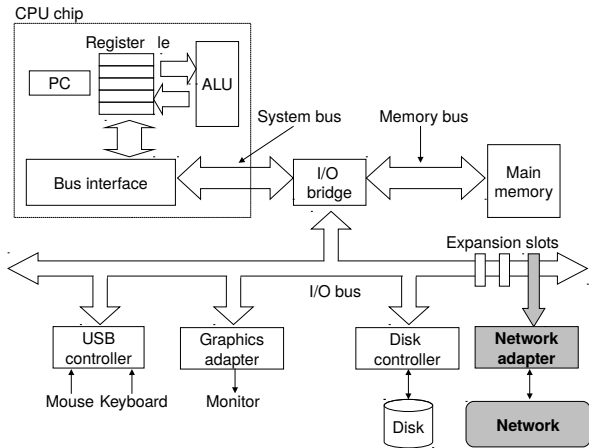 CPU chip
Register le
PC
ALU
System bus
Memory bus
Bus interface
I/O
bridge
Main
memory
Expansion slots
I/O bus
USB
controller
Graphics
adapter
Disk
controller
Network
adapter
Mouse Keyboard
Monitor
Disk
Network